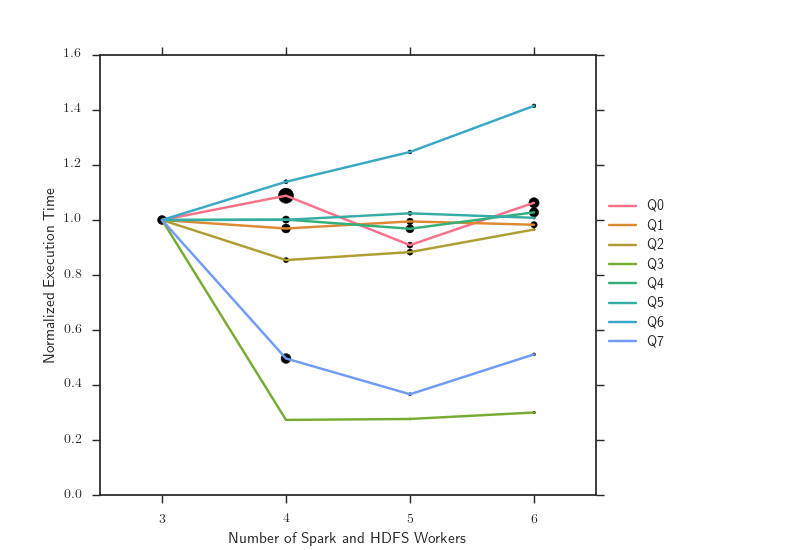 1.6
1.4
1.2
1.0
0.8
0.6
0.4
0.2
0.0
Normalized Execution Time
3 4 5 6
Number of Spark and HDFS Workers
Q0
Q1
Q2
Q3
Q4
Q5
Q6
Q7